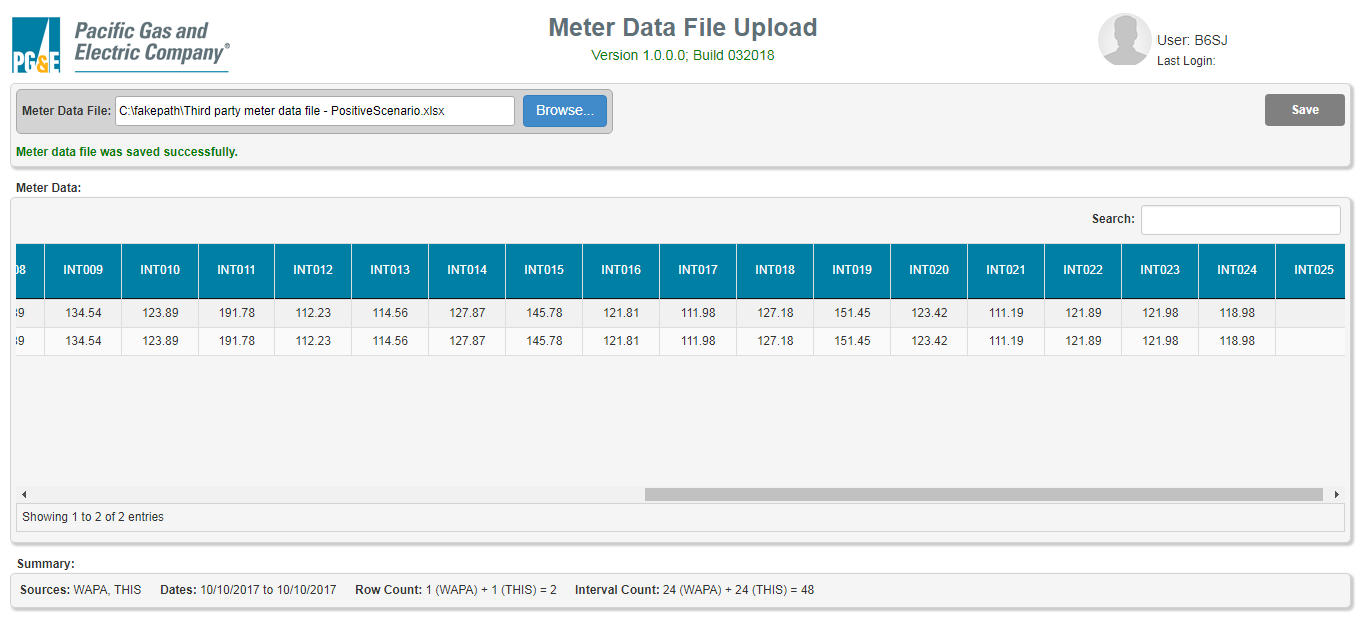 Pacific Gas and
Electric Company®
PG&E
Meter Data File Upload
Version 1.0.0.0; Build 032018
User: B6SJ
Last Login:
Meter Data File: C:\fakepath\Third party meter data file - PositiveScenario.xlsx Browse... Save
Meter data file was saved successfully.
Meter Data:
Search:
08 INT009 INT010 INT011 INT012 INT013 INT014 INT015 INT016 INT017 INT018 INT019 INT020 INT021 INT022 INT023 INT024 INT025
89 134.54 123.89 191.78 112.23 114.56 127.87 145.78 121.81 111.98 127.18 151.45 123.42 111.19 121.89 121.98 118.98
89 134.54 123.89 191.78 112.23 114.56 127.87 145.78 121.81 111.98 127.18 151.45 123.42 111.19 121.89 121.98 118.98
Showing 1 to 2 of 2 entries
Summary:
Sources: WAPA, THIS Dates: 10/10/2017 to 10/10/2017 Row Count: 1 (WAPA) + 1 (THIS) = 2 Interval Count: 24 (WAPA) + 24 (THIS) = 48